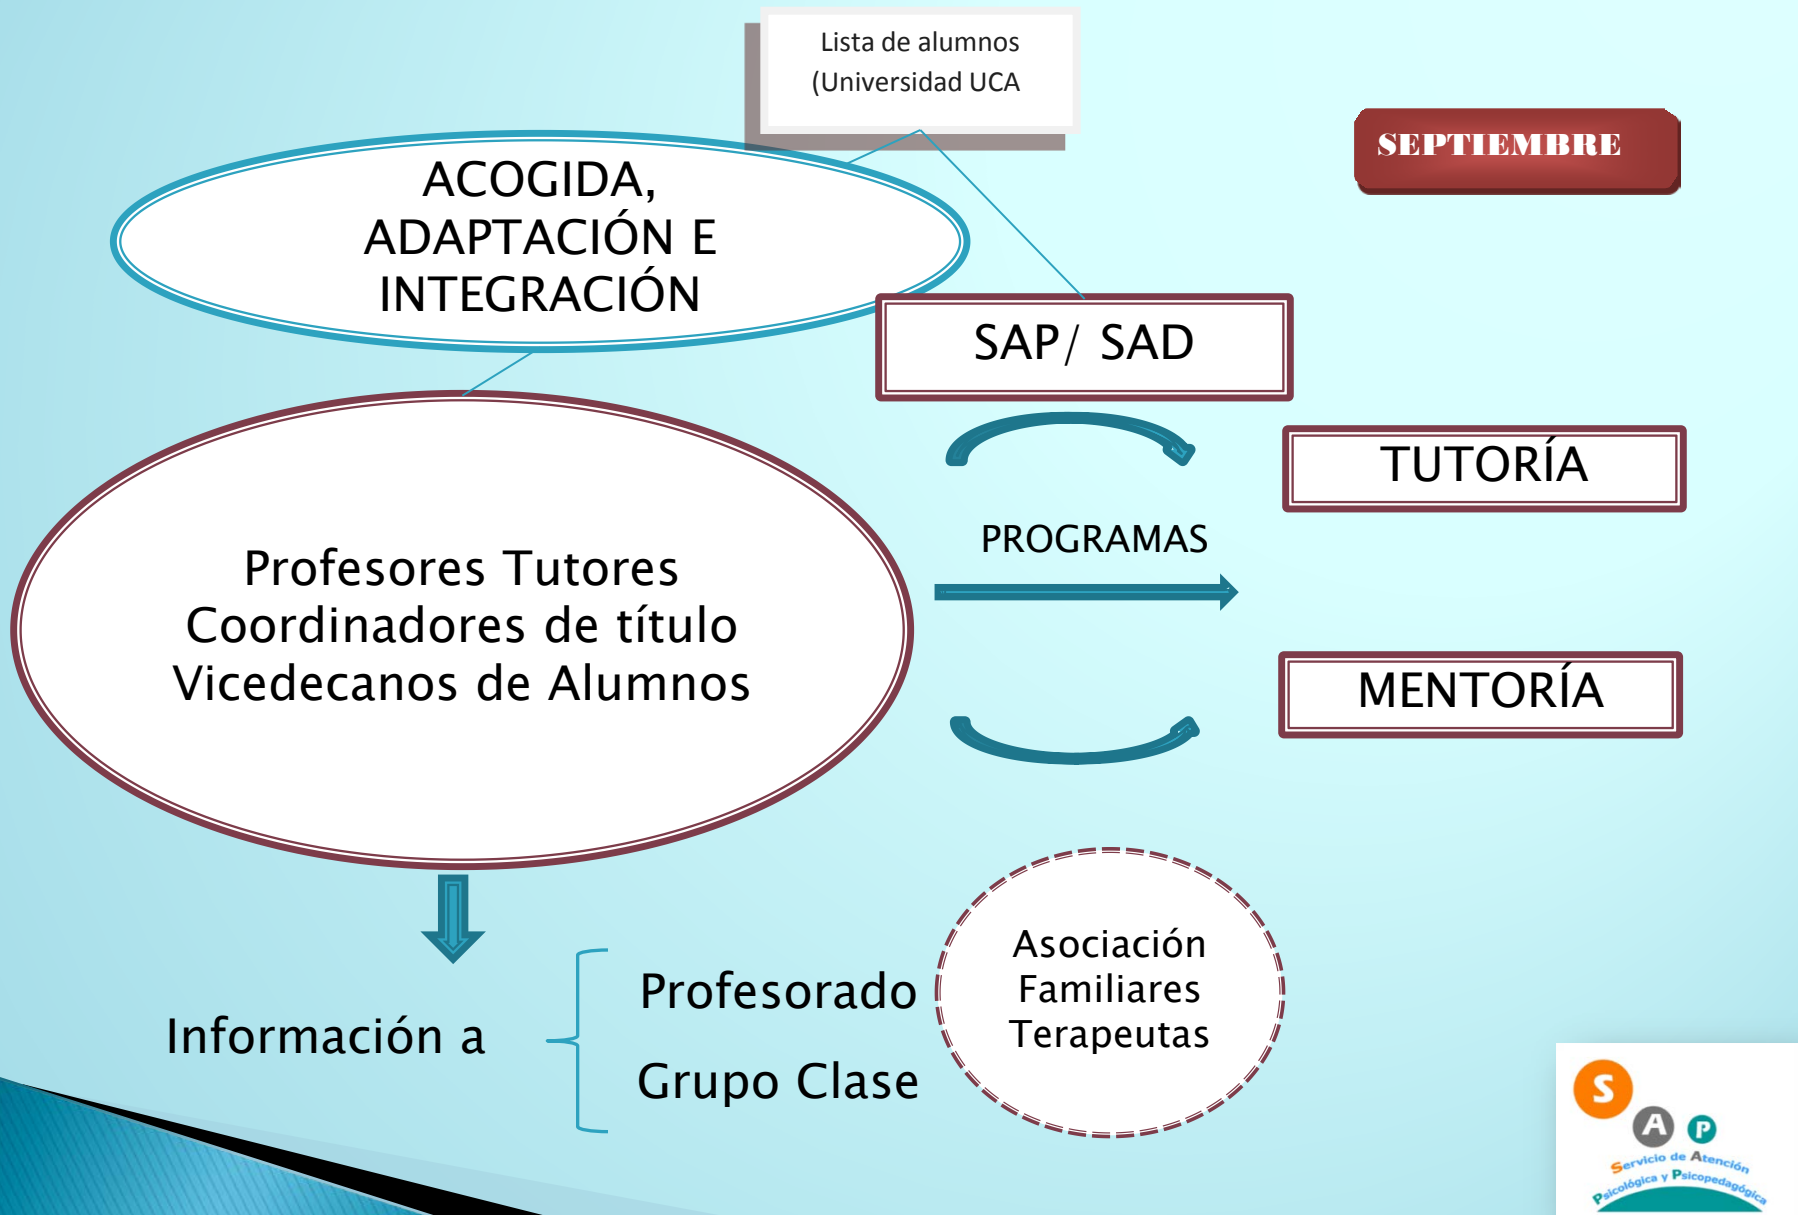 Lista de alumnos
(Universidad UCA
SEPTIEMBRE
ACOGIDA,
ADAPTACIÓN E
INTEGRACIÓN
SAP/ SAD
TUTORÍA
PROGRAMAS
Profesores Tutores
Coordinadores de título
Vicedecanos de Alumnos
MENTORÍA
Asociación
Familiares
Terapeutas
Información a
Profesorado
Grupo Clase
S A P
Servicio de Atención
Psicológica y Psicopedagógica